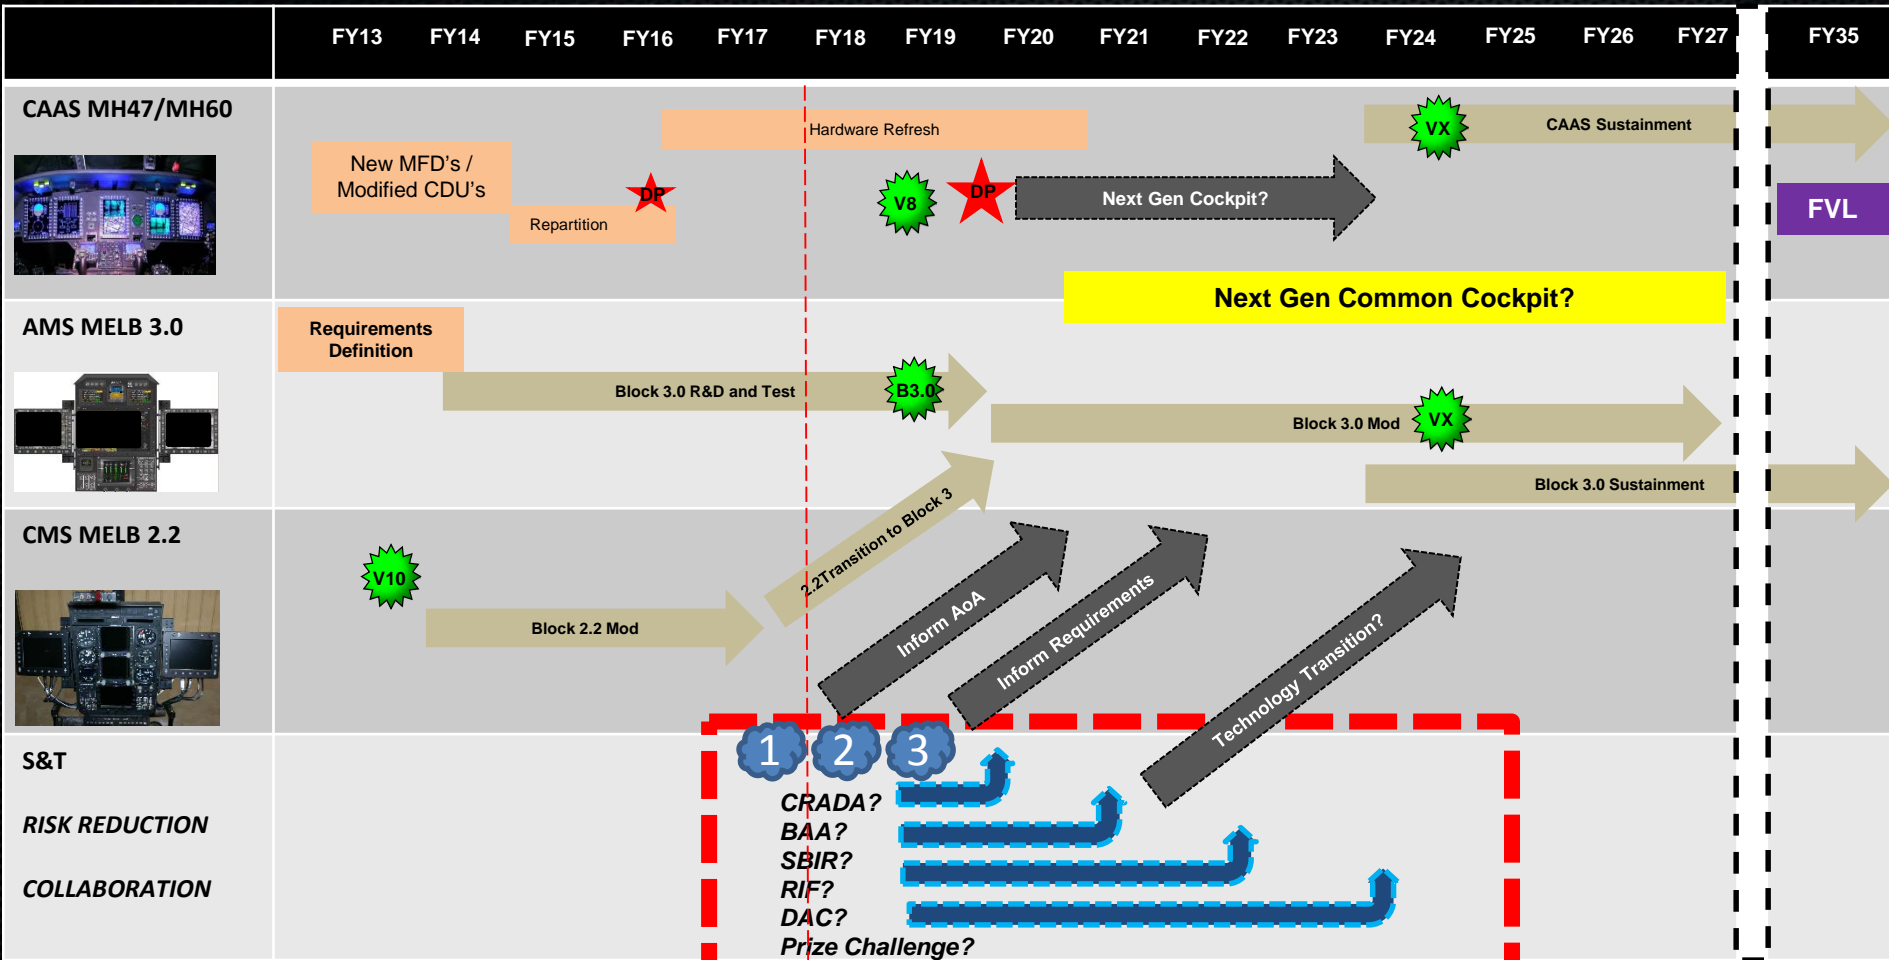 FY13 FY14 FY15 FY16 FY17 FY18 FY19 FY20 FY21 FY22 FY23 FY24 FY25 FY26 FY27 FY35
CAAS MH47/MH60
New MFD's /
Modified CDU's
Repartition
DP
Hardware Refresh
V8
DP
Next Gen Cockpit?
VX
CAAS Sustainment
FVL
Next Gen Common Cockpit?
AMS MELB 3.0
Requirements
Definition
Block 3.0 R&D and Test
B3.0
Block 3.0 Mod
VX
Block 3.0 Sustainment
CMS MELB 2.2
V10
Block 2.2 Mod
2.2Transition to Block 3
Inform AoA
Inform Requirements
Technology Transition?
S&T
RISK REDUCTION
COLLABORATION
1
2
3
CRADA?
BAA?
SBIR?
RIF?
DAC?
Prize Challenge?